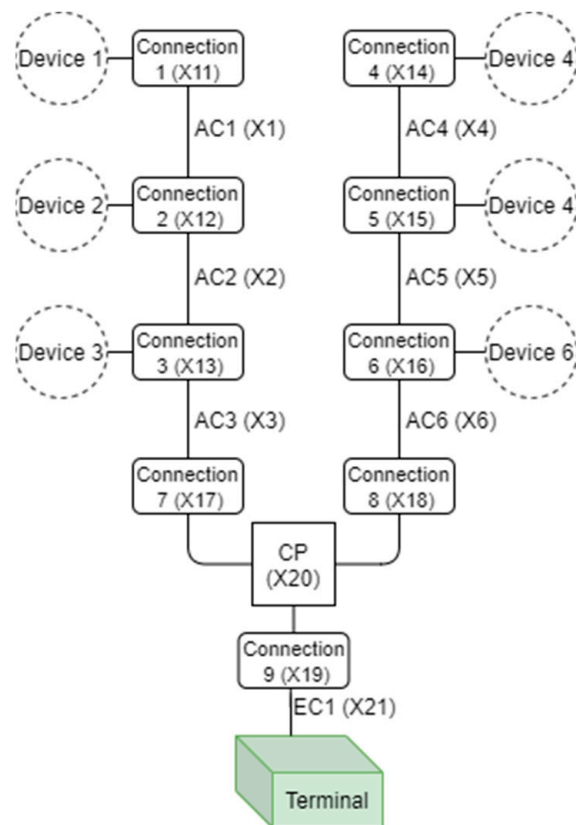 Device 1
Connection
1 (X11)
Connection
4 (X14)
Device 4
AC1 (X1)
AC4 (X4)
Device 2
Connection
2 (X12)
Connection
5 (X15)
Device 4
AC2 (X2)
AC5 (X5)
Device 3
Connection
3 (X13)
Connection
6 (X16)
Device 6
AC3 (X3)
AC6 (X6)
Connection
7 (X17)
Connection
8 (X18)
CP
(X20)
Connection
9 (X19)
EC1 (X21)
Terminal